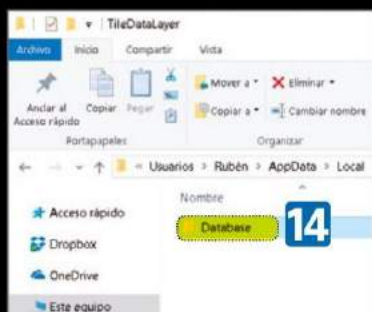 TileDataLayer
Archivo Inicio Compartir Vista
Anclar al Acceso rápido
Copiar
Pegar
Mover a
Copiar a
Eliminar
Cambiar nombre
Portapapeles Organizar
« Usuarios > Rubén > AppData > Local
Nombre
Acceso rápido
Database 14
Dropbox
OneDrive
Este equipo